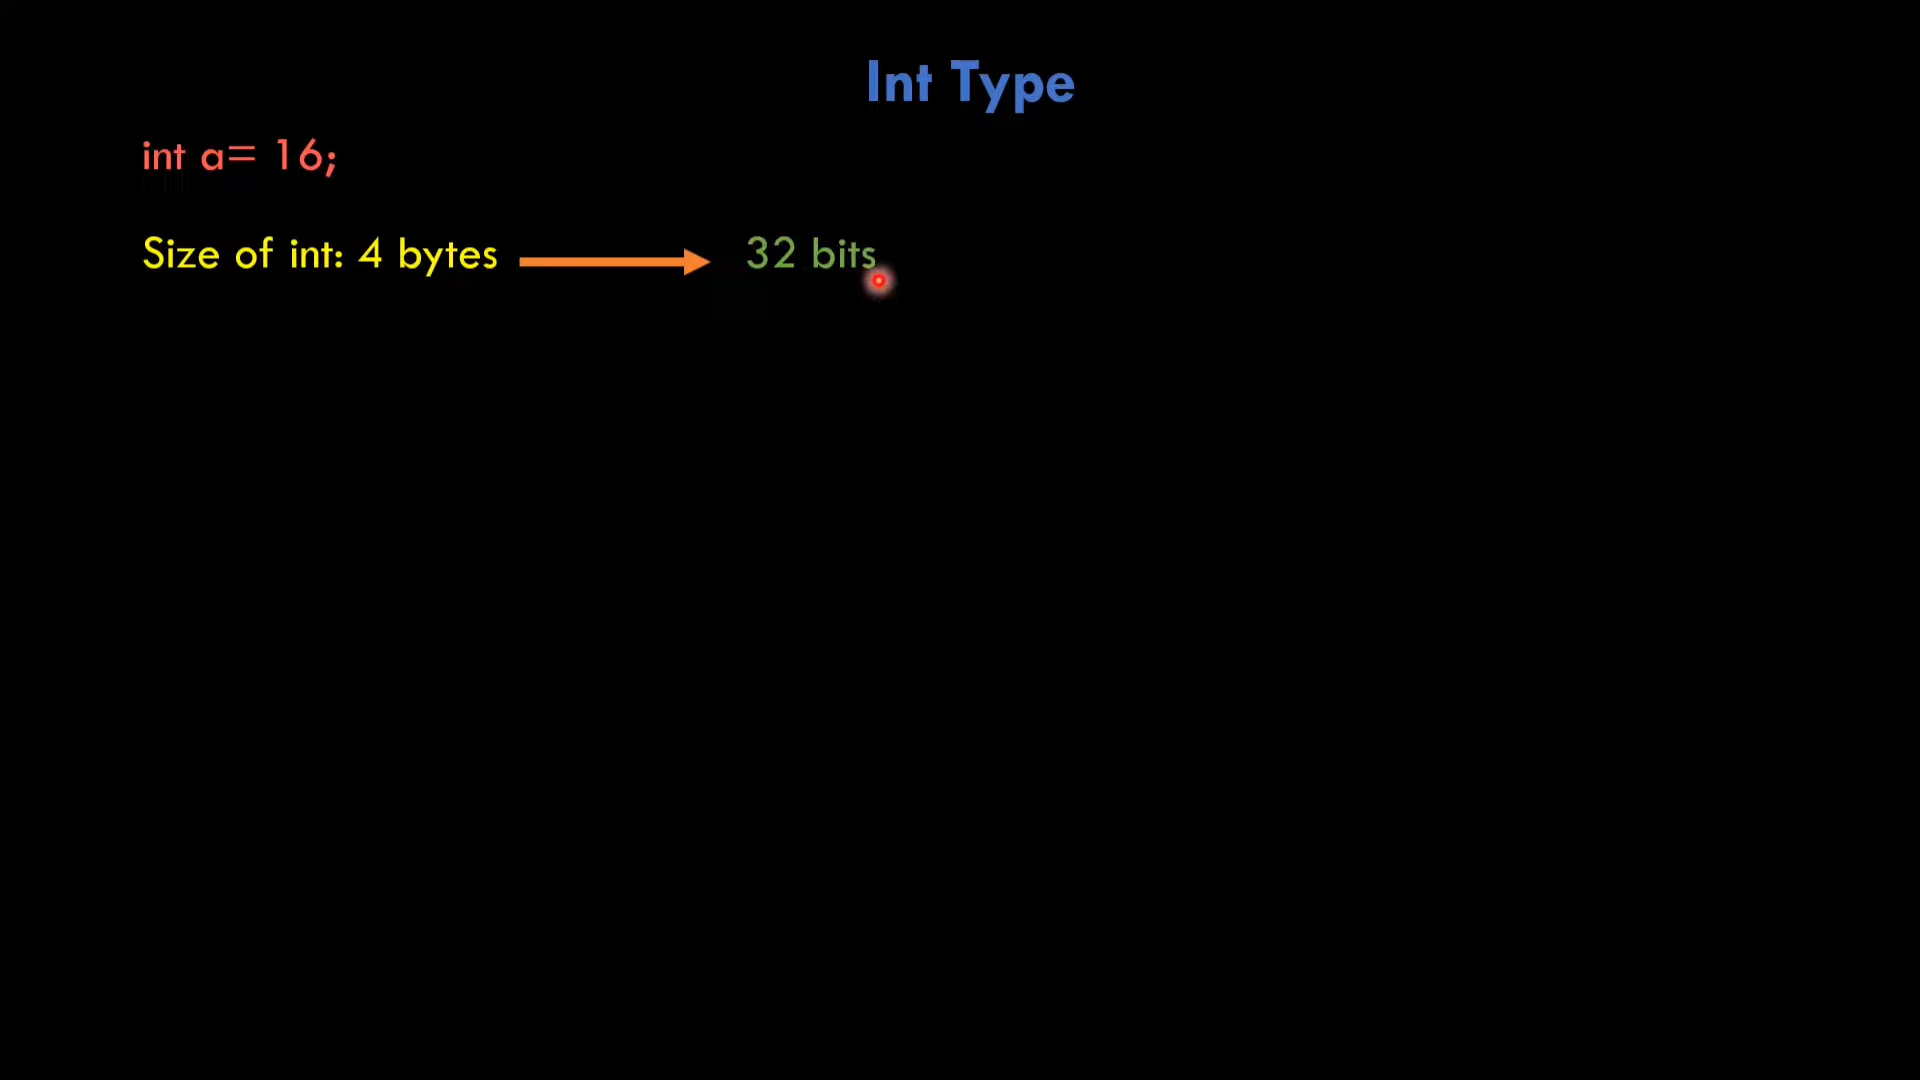 Int Type
int a= 16;
Size of int: 4 bytes 32 bits